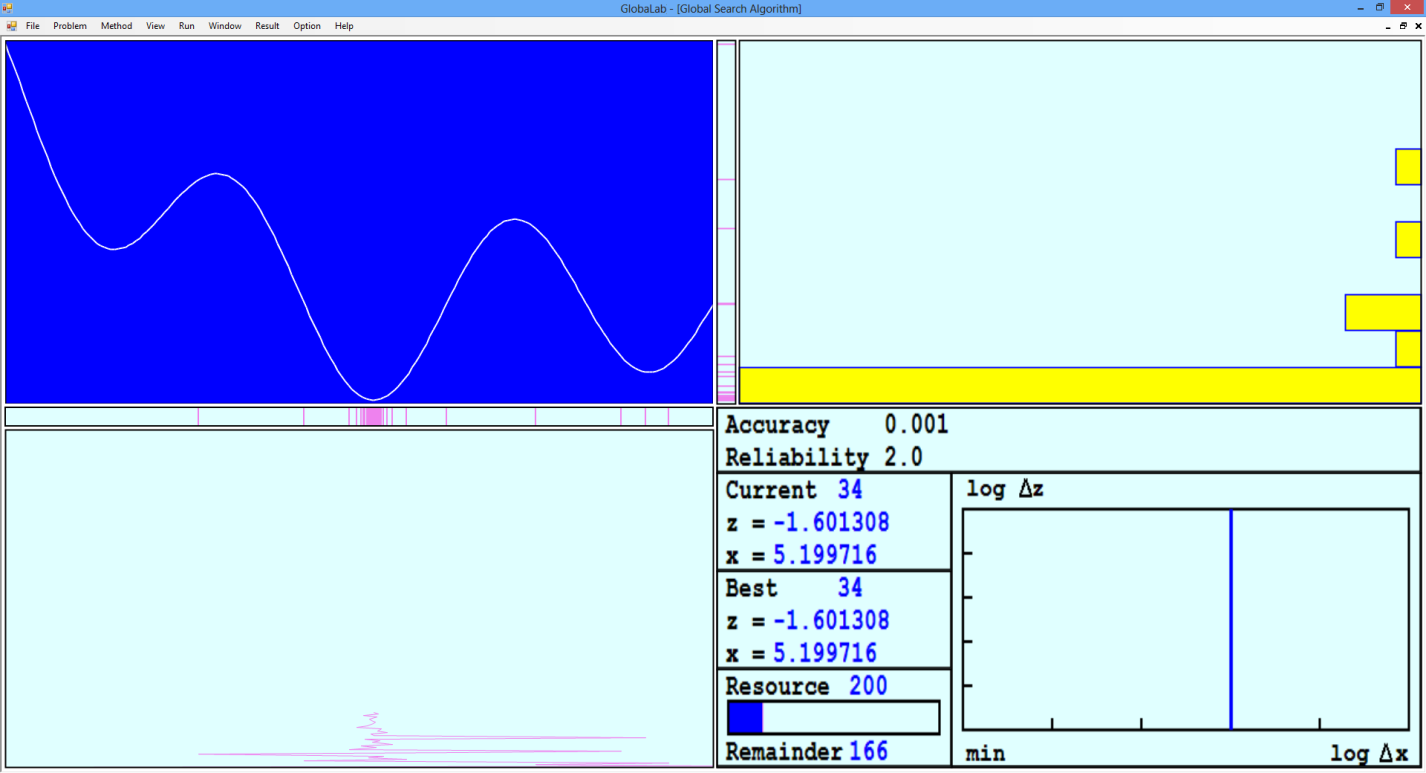 GlobaLab - [Global Search Algorithm]
File Problem Method View Run Window Result Option Help
Accuracy 0.001
Reliability 2.0
Current 34
z = -1.601308
x = 5.199716
Best 34
z = -1.601308
x = 5.199716
Resource 200
Remainder 166
log Δz
min log Δx